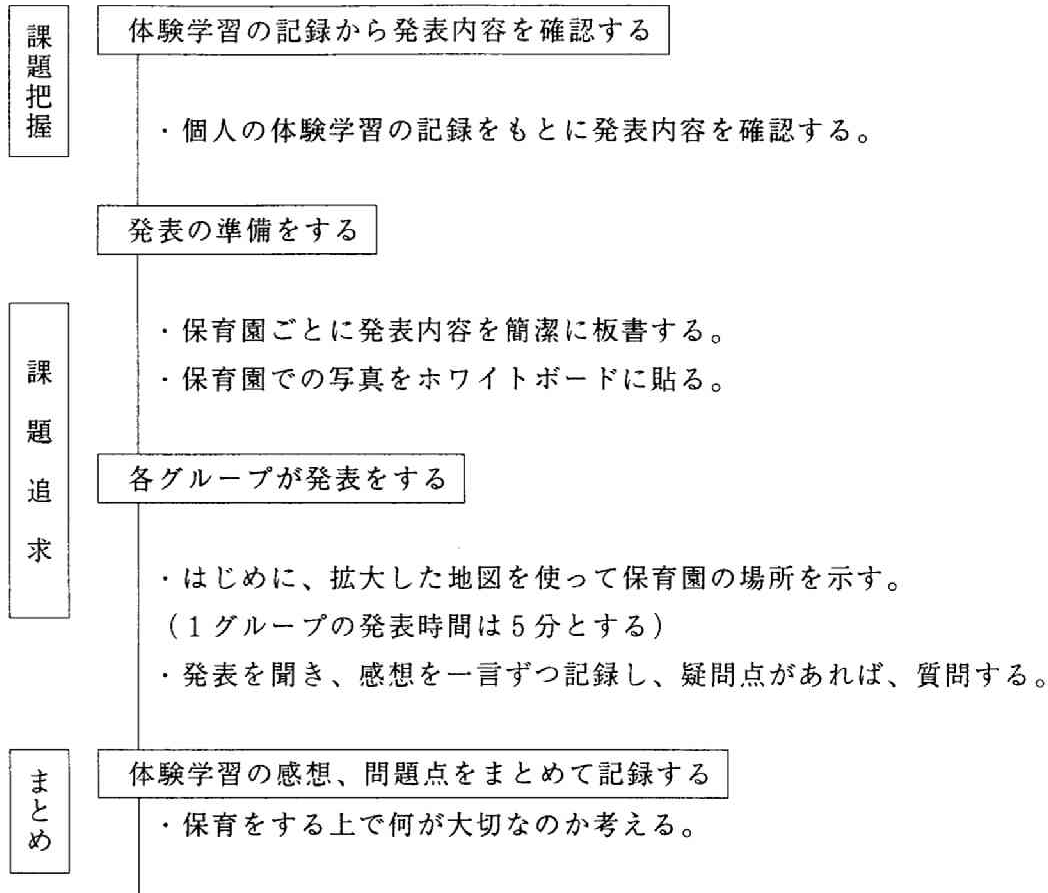 課題把握
体験学習の記録から発表内容を確認する
・個人の体験学習の記録をもとに発表内容を確認する。
発表の準備をする
課題追求
・保育園ごとに発表内容を簡潔に板書する。
・保育園での写真をホワイトボードに貼る。
各グループが発表をする
・はじめに、拡大した地図を使って保育園の場所を示す。
（1グループの発表時間は5分とする）
・発表を聞き、感想を一言ずつ記録し、疑問点があれば、質問する。
まとめ
体験学習の感想、問題点をまとめて記録する
・保育をする上で何が大切なのか考える。